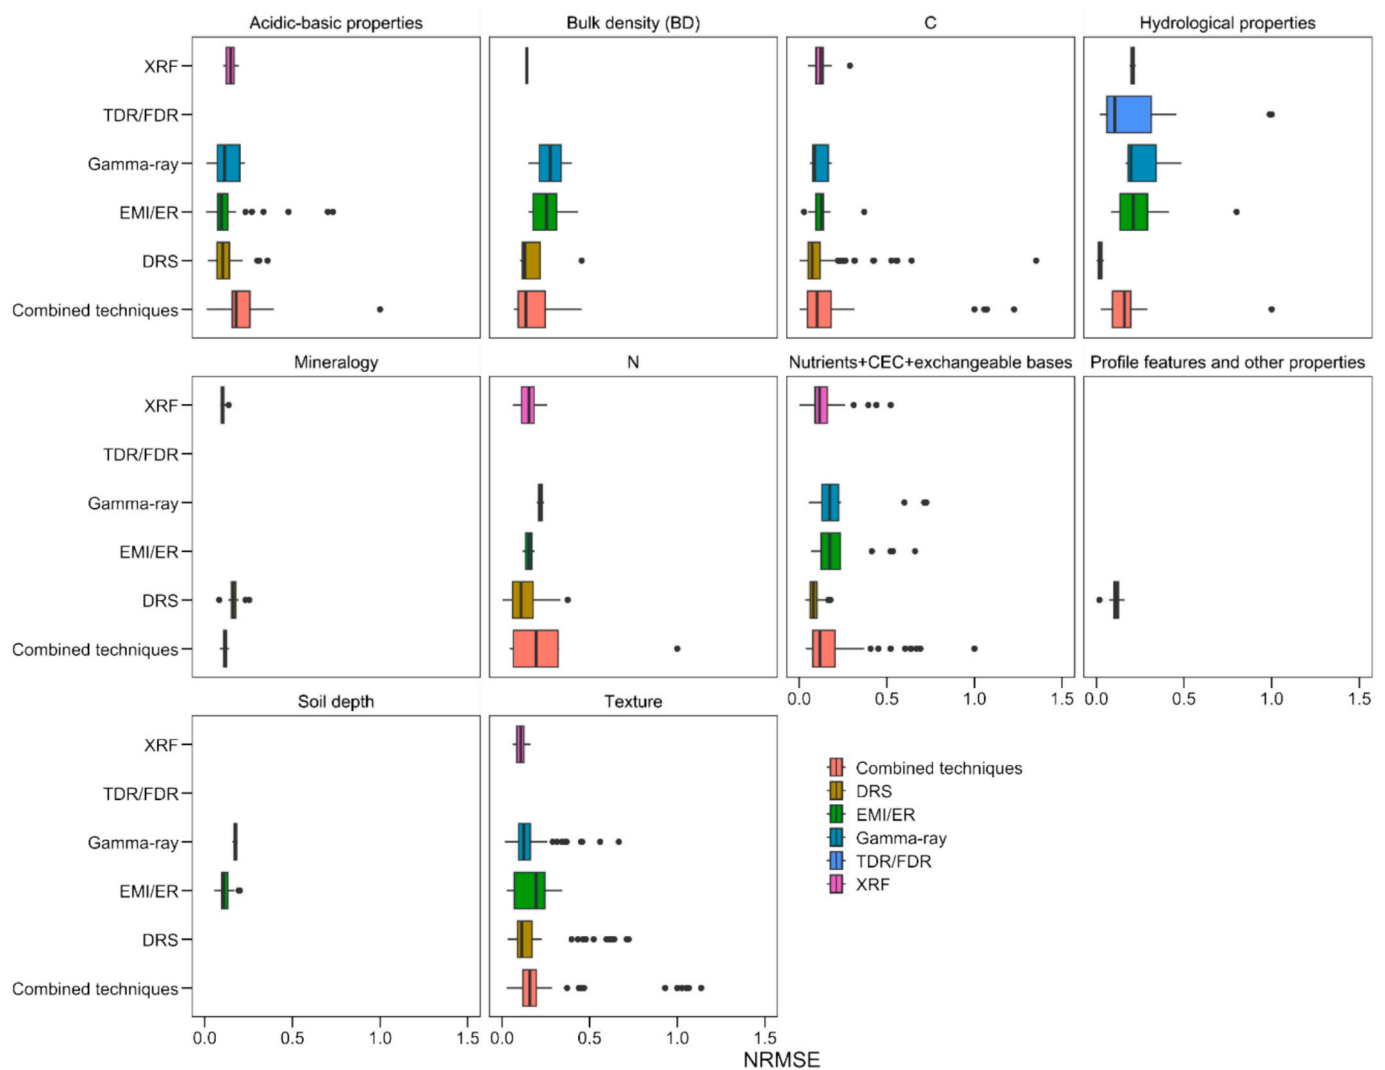 Acidic-basic properties
Bulk density (BD)
C
Hydrological properties
XRF
TDR/FDR
Gamma-ray
EMI/ER
DRS
Combined techniques
Mineralogy
N
Nutrients+CEC+exchangeable bases
Profile features and other properties
XRF
TDR/FDR
Gamma-ray
EMI/ER
DRS
Combined techniques
0.0 0.5 1.0 1.5
0.0 0.5 1.0 1.5
Soil depth
Texture
XRF
TDR/FDR
Gamma-ray
EMI/ER
DRS
Combined techniques
Combined techniques
DRS
EMI/ER
Gamma-ray
TDR/FDR
XRF
0.0 0.5 1.0 1.5
0.0 0.5 1.0 1.5
NRMSE